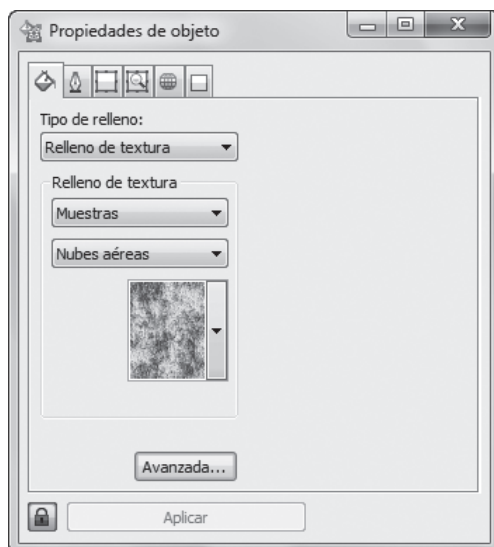 Propiedades de objeto
Tipo de relleno:
Relleno de textura
Relleno de textura
Muestras
Nubes aéreas
Avanzada...
Aplicar